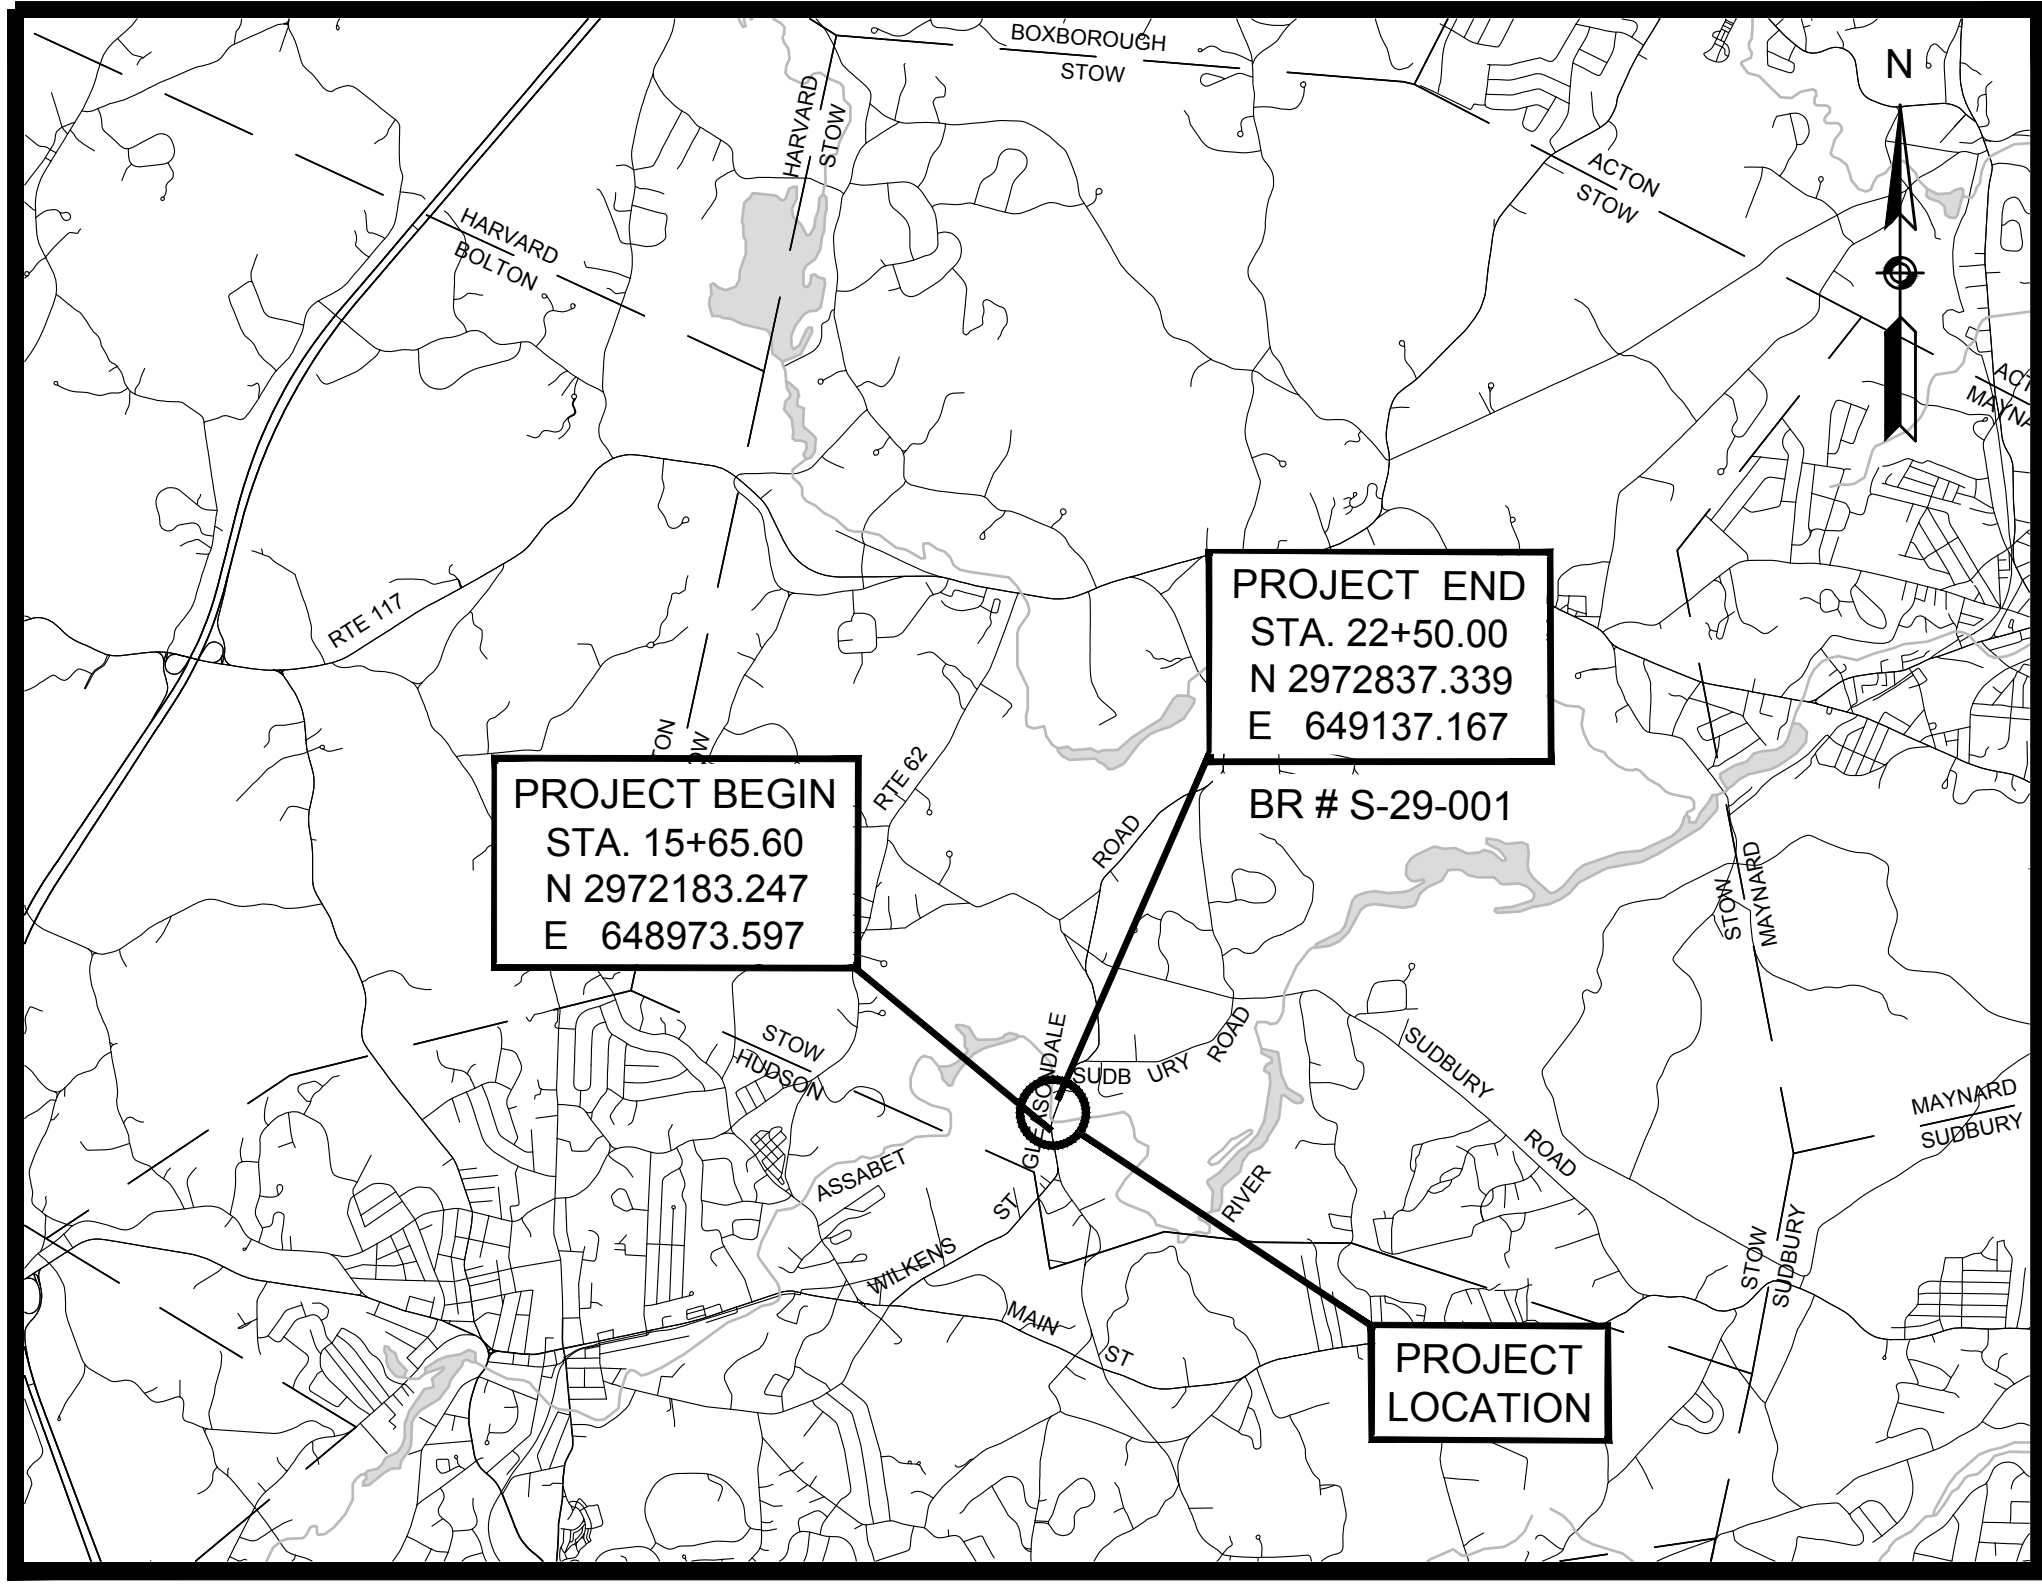 BOXBOROUGH
STOW
N
HARVARD
STOW
ACTON
STOW
HARVARD
BOLTON
RTE 117
PROJECT END
STA. 22+50.00
N 2972837.339
E 649137.167
BR # S-29-001
PROJECT BEGIN
STA. 15+65.60
N 2972183.247
E 648973.597
RTE 62
ROAD
STOW
MAYNARD
STOW
HUDSON
GLEASONDALE
SUDB URY ROAD
SUDBURY
ROAD
MAYNARD
SUDBURY
ASSABET
RIVER
WILKENS ST
MAIN
ST
STOW
SUDBURY
PROJECT
LOCATION